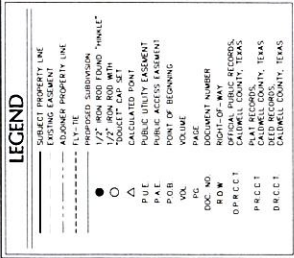 LEGEND
SUBJECT PROPERTY LINE
EXISTING EASEMENT
ADJOINER PROPERTY LINE
FLY-TIE
PROPOSED SUBDIVISION
1/2" IRON ROD FOUND "HINKLE"
1/2" IRON ROD WITH
"DOUCET" CAP SET
CALCULATED POINT
P.U.E. PUBLIC UTILITY EASEMENT
P.A.E. PUBLIC ACCESS EASEMENT
P.O.B. POINT OF BEGINNING
VOL. VOLUME
PG. PAGE
DOC. NO. DOCUMENT NUMBER
R.O.W. RIGHT-OF-WAY
O.P.R.C.C.T. OFFICIAL PUBLIC RECORDS,
CALDWELL COUNTY, TEXAS
P.R.C.C.T. PLAT RECORDS,
CALDWELL COUNTY, TEXAS
D.R.C.C.T. DEED RECORDS,
CALDWELL COUNTY, TEXAS